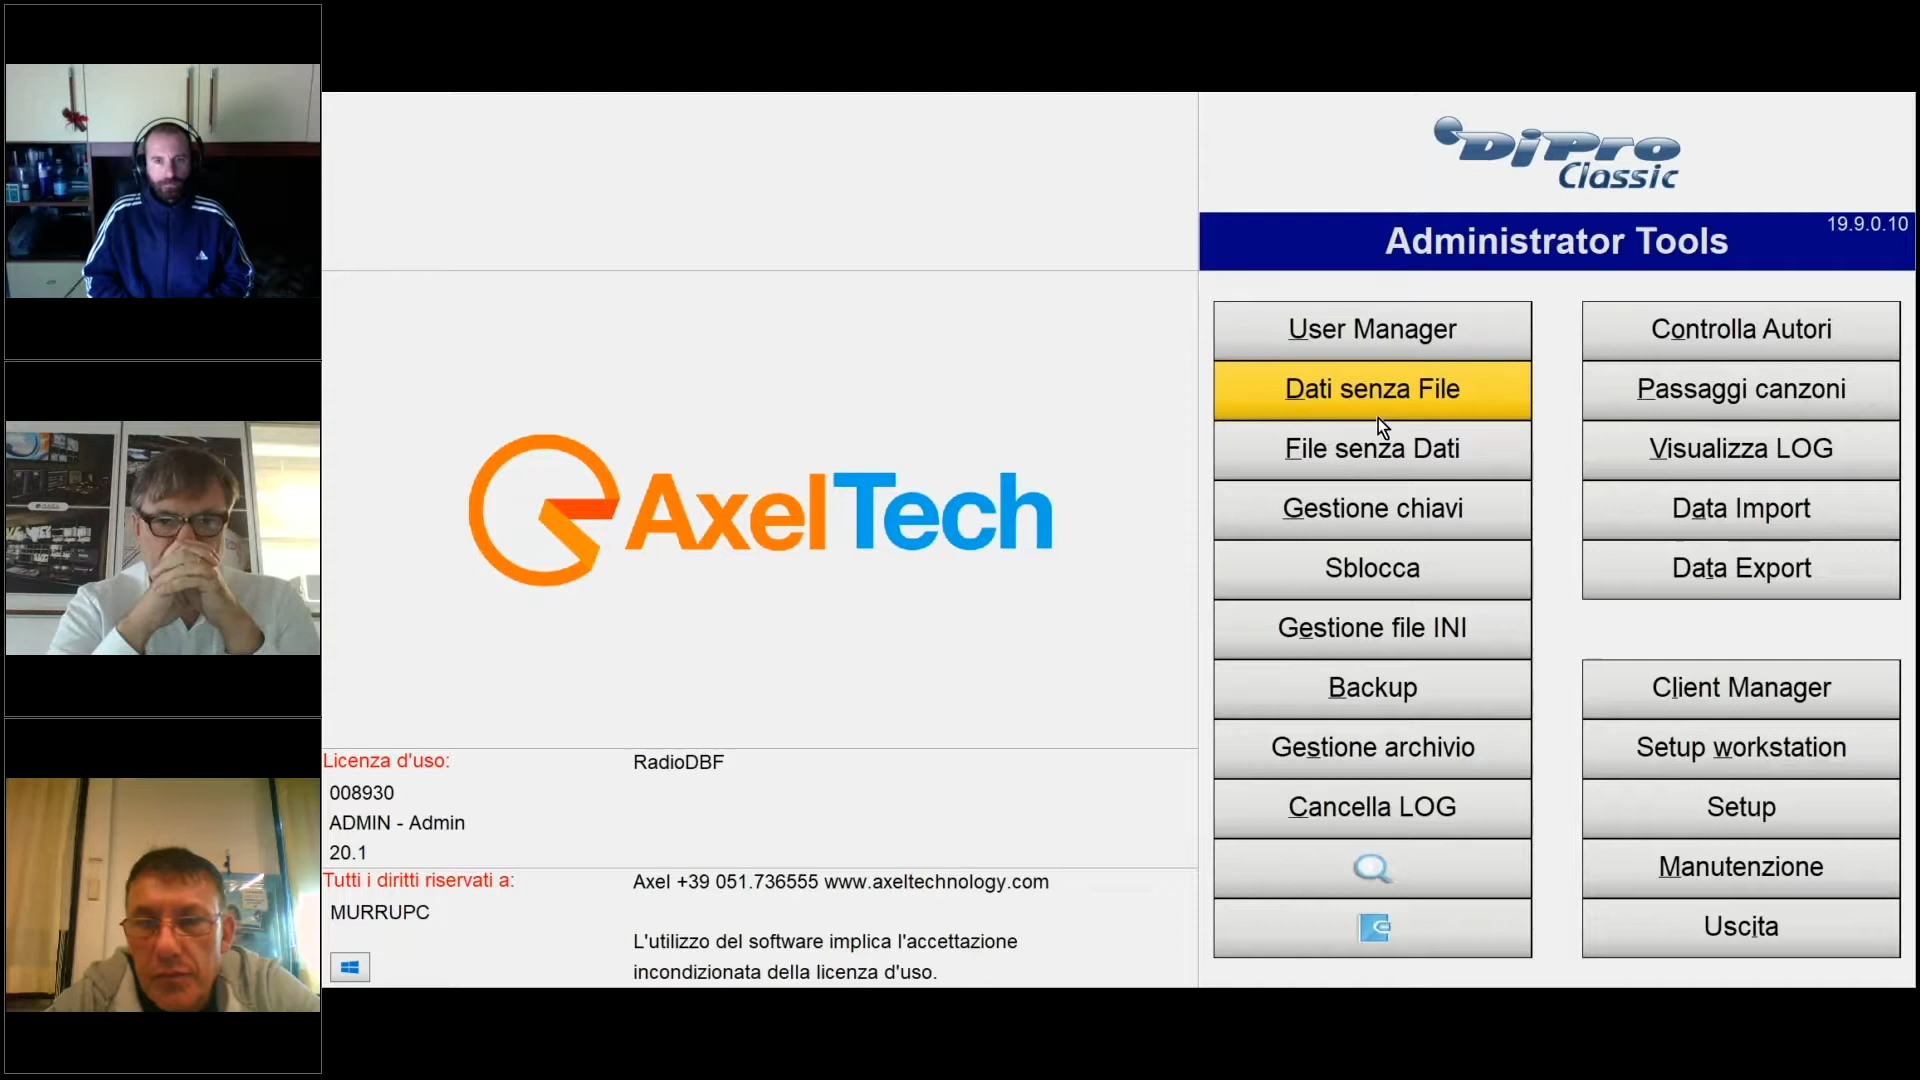 DJPro
Classic
19.9.0.10
Administrator Tools
User Manager
Controlla Autori
Dati senza File
Passaggi canzoni
File senza Dati
Visualizza LOG
Gestione chiavi
Data Import
Sblocca
Data Export
Gestione file INI
Backup
Client Manager
Gestione archivio
Setup workstation
Cancella LOG
Setup
Manutenzione
Uscita
AxelTech
Licenza d'uso:
RadioDBF
008930
ADMIN - Admin
20.1
Tutti i diritti riservati a:
Axel +39 051.736555 www.axeltechnology.com
MURRUPC
L'utilizzo del software implica l'accettazione
incondizionata della licenza d'uso.